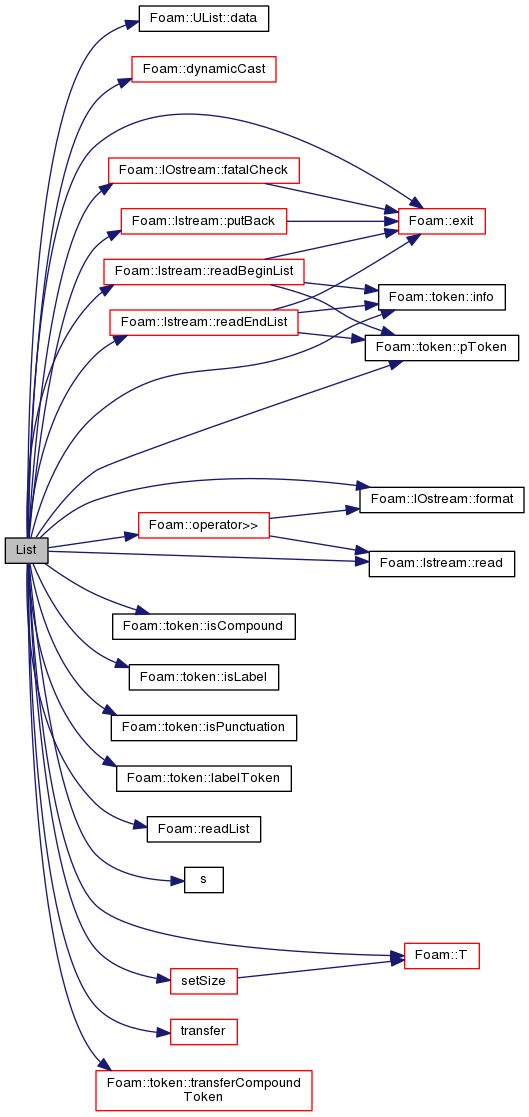 Foam::UList::data
Foam::dynamicCast
Foam::IOstream::fatalCheck
Foam::Istream::putBack
Foam::exit
Foam::Istream::readBeginList
Foam::token::info
Foam::Istream::readEndList
Foam::token::pToken
Foam::IOstream::format
Foam::operator>>
List
Foam::Istream::read
Foam::token::isCompound
Foam::token::isLabel
Foam::token::isPunctuation
Foam::token::labelToken
Foam::readList
s
Foam::T
setSize
transfer
Foam::token::transferCompound
Token